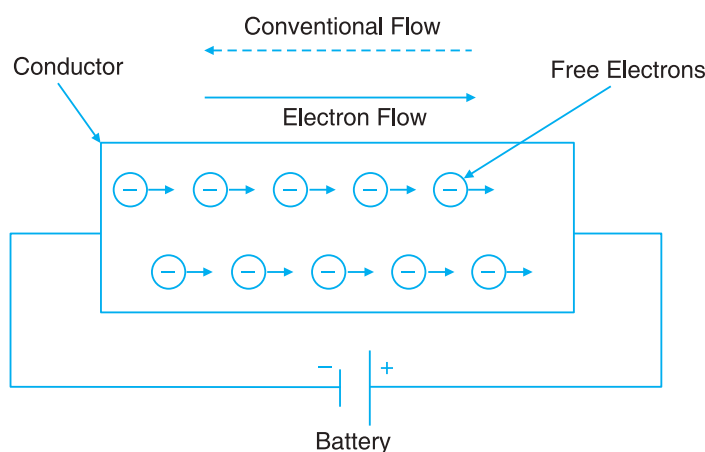 Conventional Flow
Conductor
Free Electrons
Electron Flow
− → − → − → − → − →
− → − → − → − → − →
− +
Battery